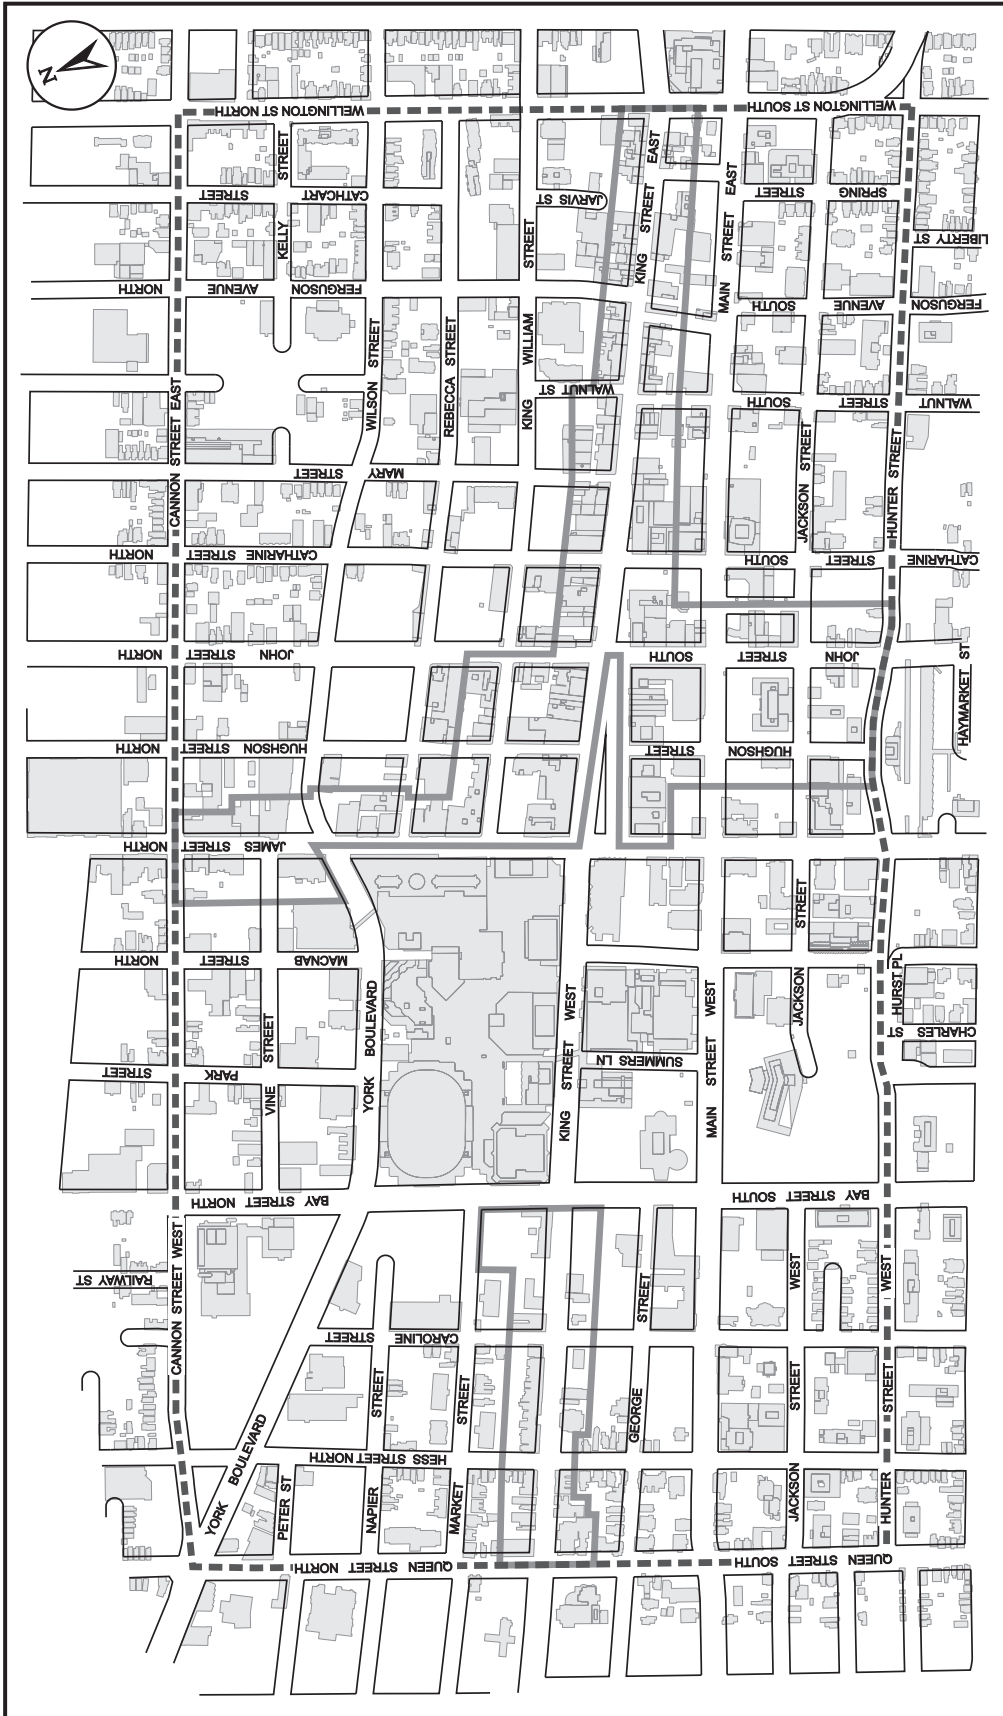 N
WELLINGTON ST NORTH
WELLINGTON ST SOUTH
STREET
CATHCART
STREET
KELLY
JARVIS ST
EAST
STREET
KING
EAST
STREET
MAIN
STREET
SPRING
LIBERTY ST
NORTH
AVENUE
FERGUSON
STREET
WILLIAM
KING
SOUTH
AVENUE
FERGUSON
STREET
WILSON
STREET
REBECCA
WALNUT ST
SOUTH
STREET
WALNUT
CANNON STREET EAST
STREET
MARY
STREET
JACKSON
HUNTER STREET
NORTH
STREET
CATHARINE
SOUTH
STREET
CATHARINE
NORTH
STREET
JOHN
SOUTH
STREET
JOHN
HAYMARKET ST
NORTH
STREET
HUGHSON
STREET
HUGHSON
NORTH
JAMES STREET
NORTH
STREET
MACNAB
STREET
JACKSON
HURST PL
CHARLES ST
STREET
PARK
STREET
VINE
BOULEVARD
YORK
WEST
STREET
KING
SUMMERS LN
WEST
STREET
MAIN
BAY STREET NORTH
BAY STREET SOUTH
RAILWAY ST
CANNON STREET WEST
STREET
CAROLINE
STREET
GEORGE
WEST
STREET
JACKSON
WEST
STREET
HUNTER
STREET
NAPIER
STREET
MARKET
HESS STREET NORTH
BOULEVARD
YORK
PETER ST
QUEEN STREET NORTH
QUEEN STREET SOUTH